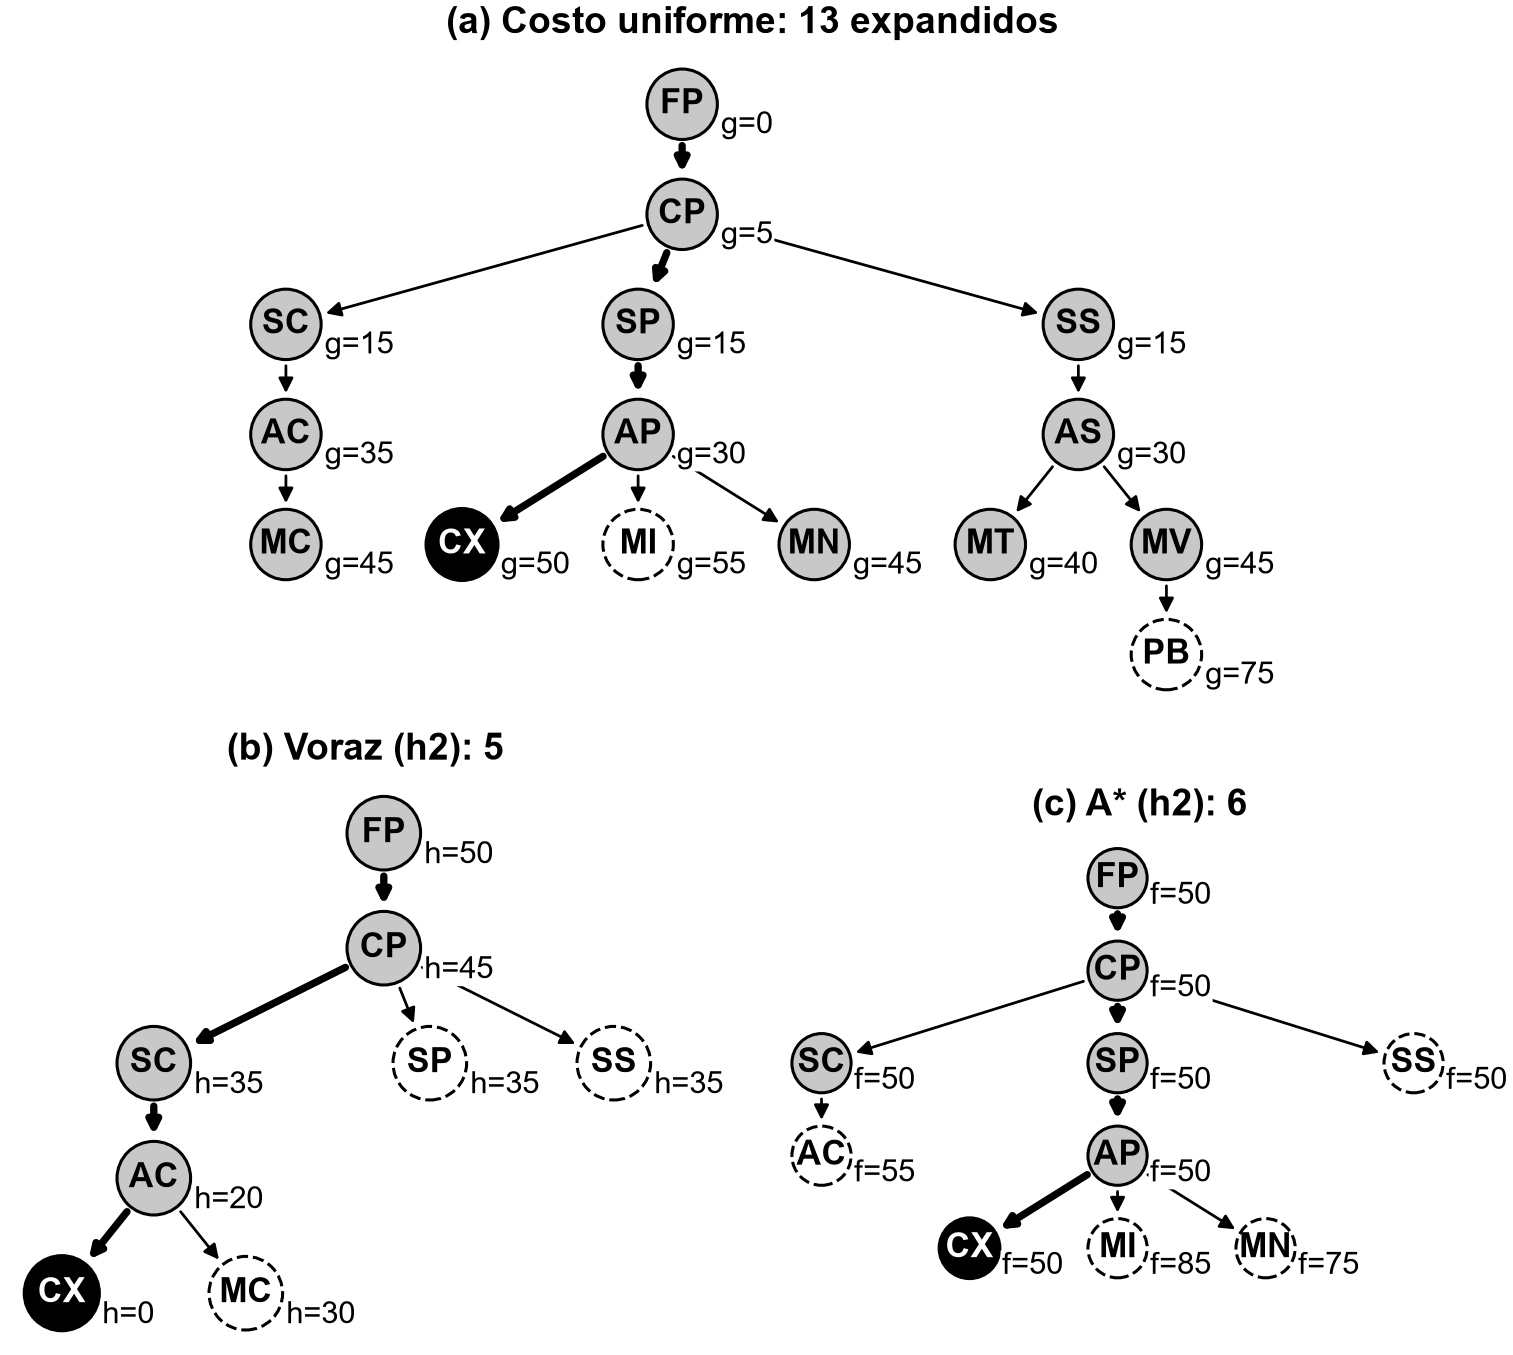 (a) Costo uniforme: 13 expandidos
FP
g=0
CP
g=5
SC
g=15
SP
g=15
SS
g=15
AC
g=35
AP
g=30
AS
g=30
MC
g=45
CX
g=50
MI
g=55
MN
g=45
MT
g=40
MV
g=45
PB
g=75
(b) Voraz (h2): 5
FP
h=50
CP
h=45
SC
h=35
SP
h=35
SS
h=35
AC
h=20
CX
h=0
MC
h=30
(c) A* (h2): 6
FP
f=50
CP
f=50
SC
f=50
SP
f=50
SS
f=50
AC
f=55
AP
f=50
CX
f=50
MI
f=85
MN
f=75